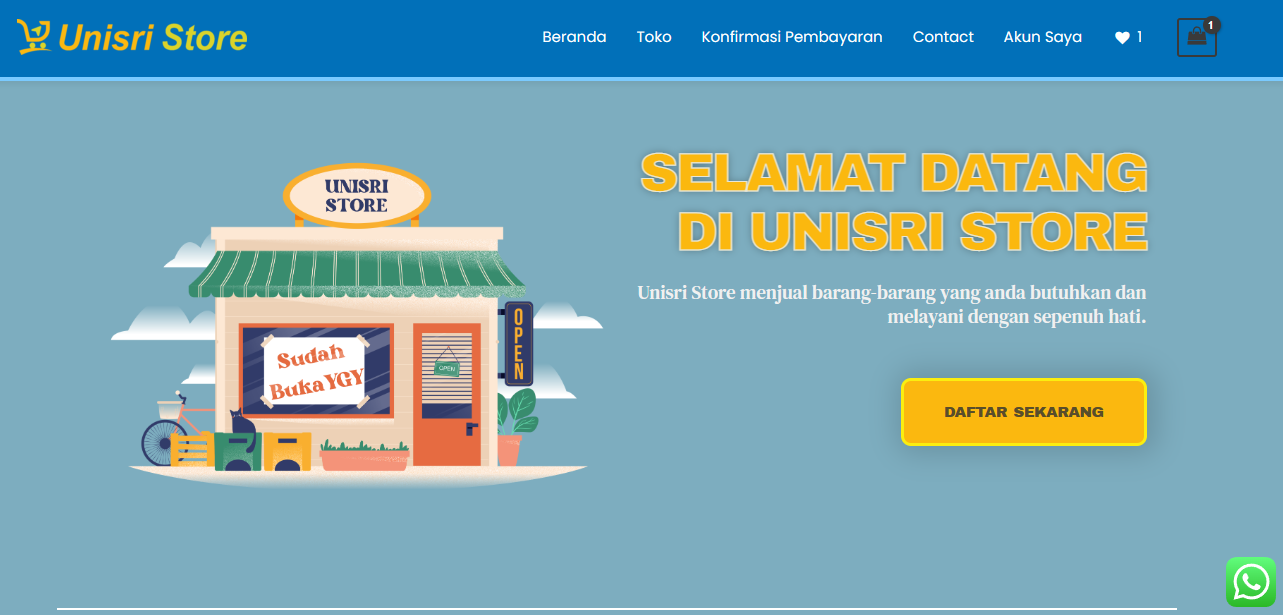 Unisri Store
Beranda
Toko
Konfirmasi Pembayaran
Contact
Akun Saya
1
1
UNISRI
STORE
OPEN
OPEN
Sudah
Buka YGY
SELAMAT DATANG
DI UNISRI STORE
Unisri Store menjual barang-barang yang anda butuhkan dan
melayani dengan sepenuh hati.
DAFTAR SEKARANG